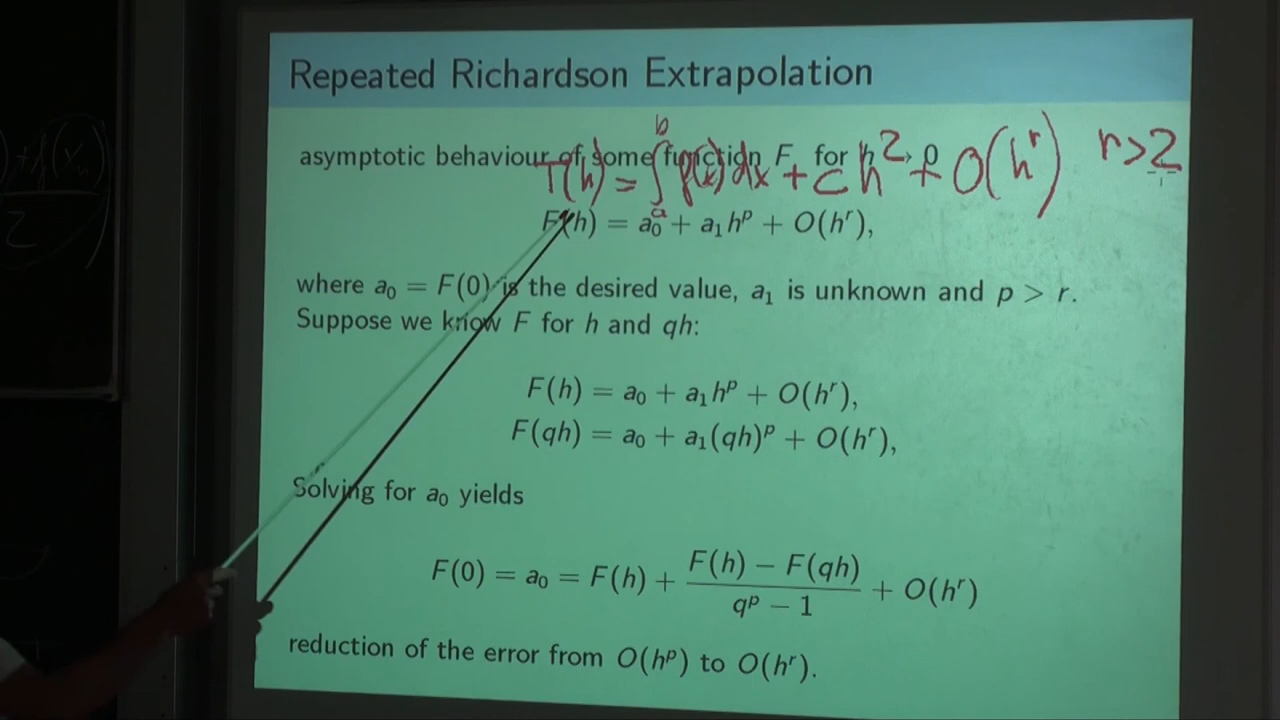 Repeated Richardson Extrapolation
asymptotic behaviour of some function F for h → 0
T(h) = ∫_a^b f(x) dx + c h² + O(h^r)   r>2
F(h) = a₀ + a₁h^p + O(h^r),
where a₀ = F(0) is the desired value, a₁ is unknown and p > r.
Suppose we know F for h and qh:
F(h) = a₀ + a₁h^p + O(h^r),
F(qh) = a₀ + a₁(qh)^p + O(h^r),
Solving for a₀ yields
F(0) = a₀ = F(h) + (F(h) − F(qh))/(q^p − 1) + O(h^r)
reduction of the error from O(h^p) to O(h^r).
2